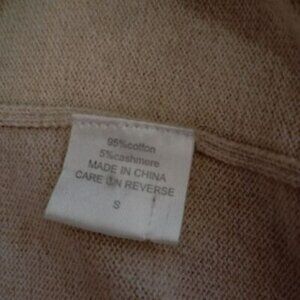 95%cotton
5%cashmere
MADE IN CHINA
CARE ON REVERSE
S